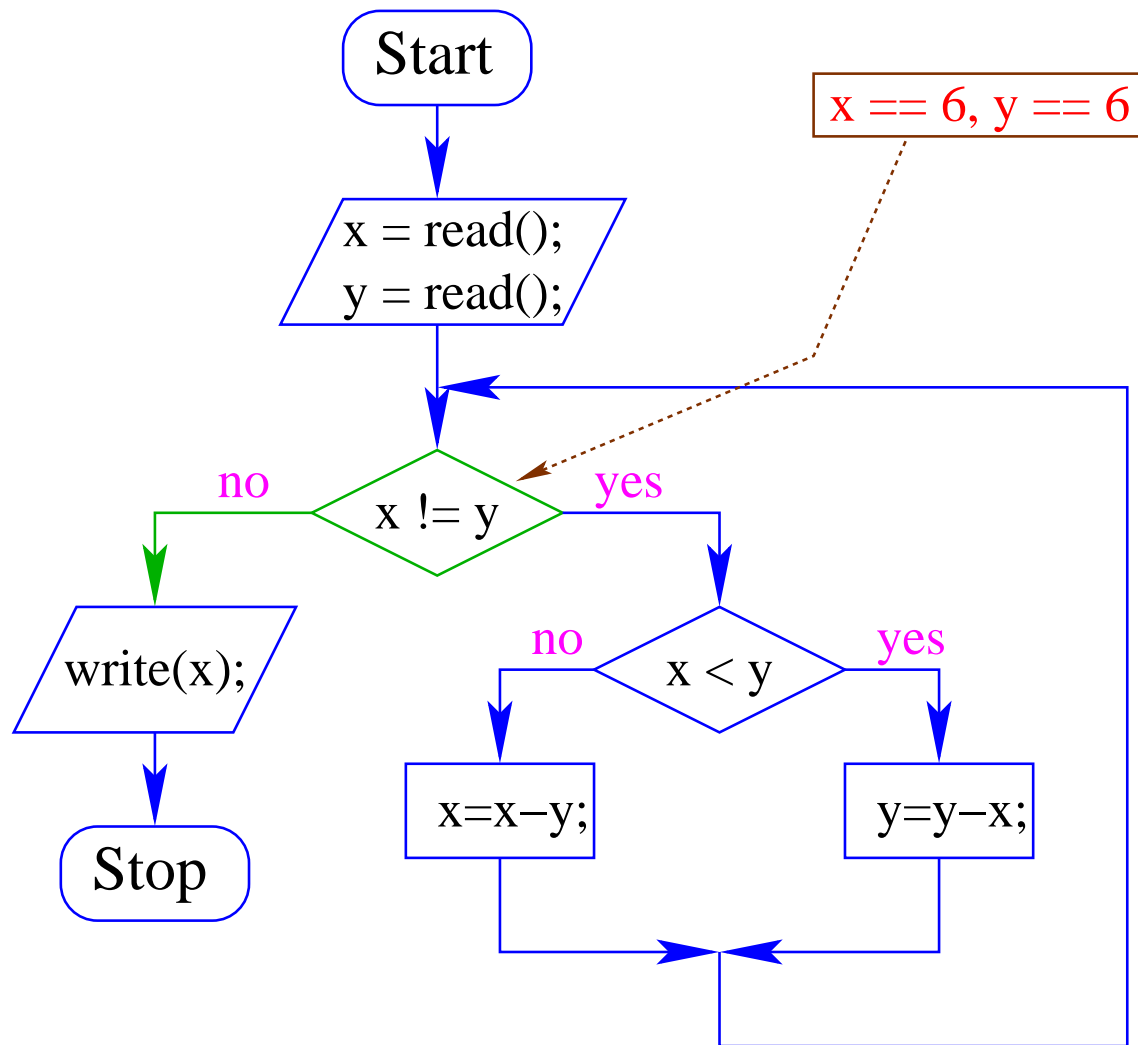 Start
x == 6, y == 6
x = read();
y = read();
no
yes
x != y
no
yes
write(x);
x < y
x=x−y;
y=y−x;
Stop